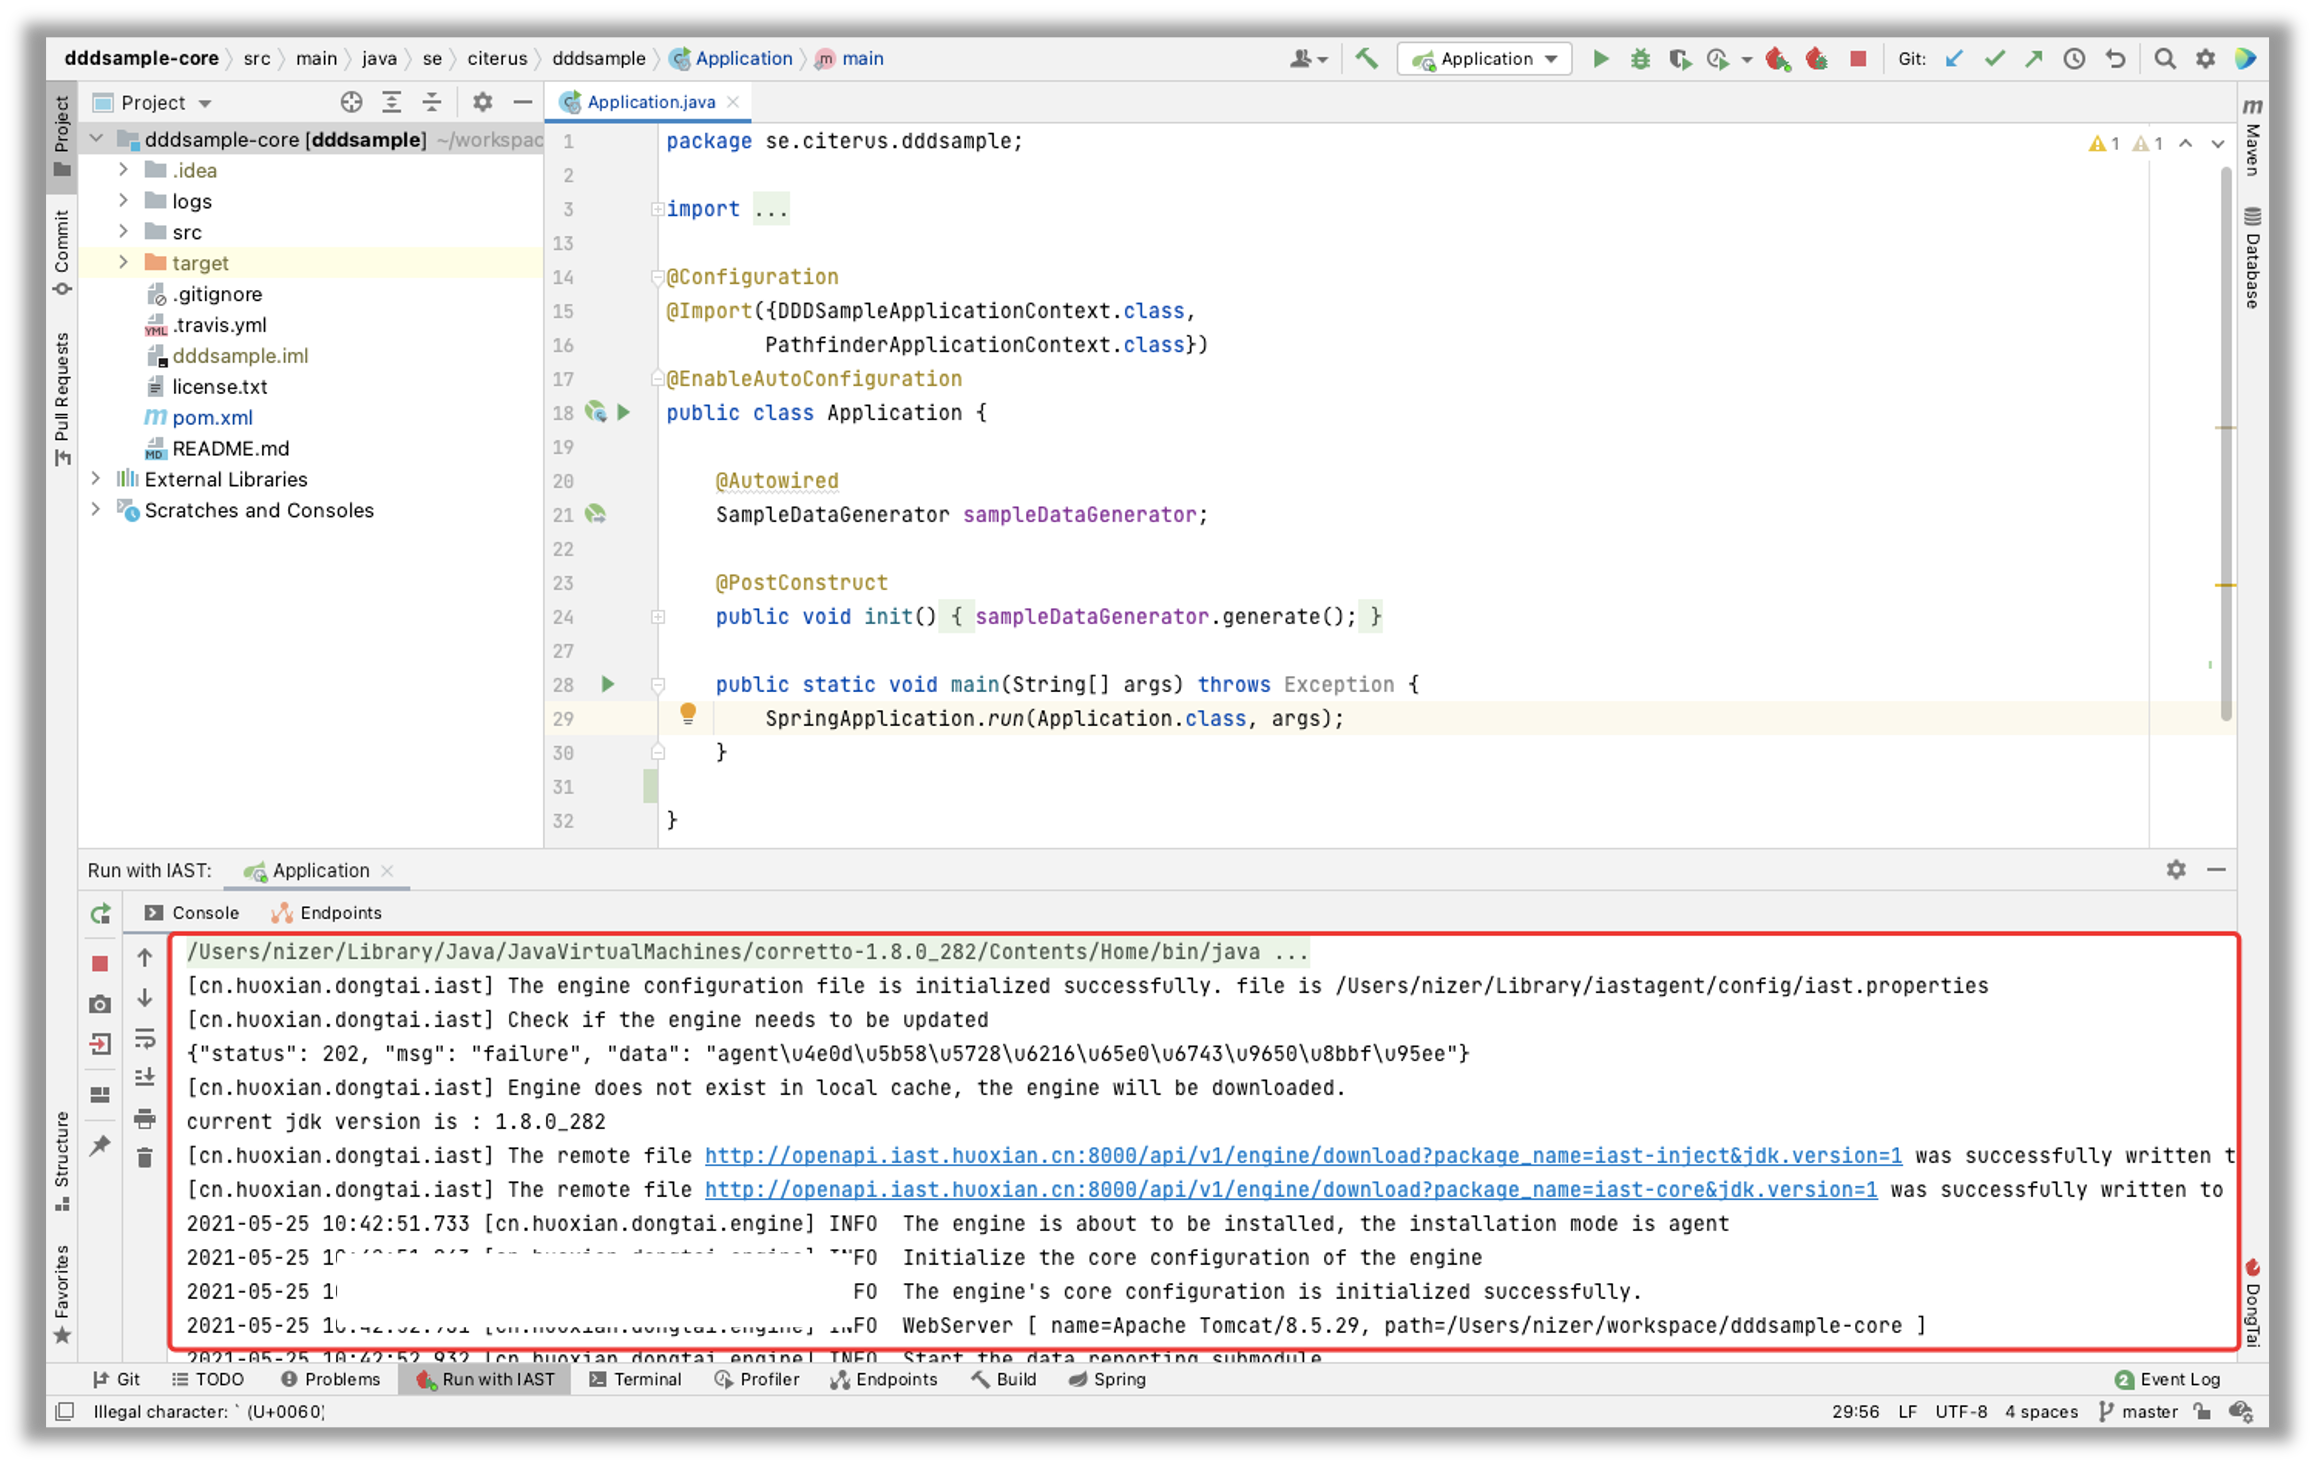 dddsample-core src main java se citerus dddsample Application main
Application Git:
Project
Application.java
Project
Commit
Pull Requests
Structure
Favorites
dddsample-core [dddsample] ~/workspac
.idea
logs
src
target
.gitignore
.travis.yml
dddsample.iml
license.txt
pom.xml
README.md
External Libraries
Scratches and Consoles
1 package se.citerus.dddsample;
2
3 import ...
13
14 @Configuration
15 @Import({DDDSampleApplicationContext.class,
16 PathfinderApplicationContext.class})
17 @EnableAutoConfiguration
18 public class Application {
19
20 @Autowired
21 SampleDataGenerator sampleDataGenerator;
22
23 @PostConstruct
24 public void init() { sampleDataGenerator.generate(); }
27
28 public static void main(String[] args) throws Exception {
29 SpringApplication.run(Application.class, args);
30 }
31
32 }
1 1
Maven
Database
DongTai
Run with IAST: Application
Console Endpoints
/Users/nizer/Library/Java/JavaVirtualMachines/corretto-1.8.0_282/Contents/Home/bin/java ...
[cn.huoxian.dongtai.iast] The engine configuration file is initialized successfully. file is /Users/nizer/Library/iastagent/config/iast.properties
[cn.huoxian.dongtai.iast] Check if the engine needs to be updated
{"status": 202, "msg": "failure", "data": "agent\u4e0d\u5b58\u5728\u6216\u65e0\u6743\u9650\u8bbf\u95ee"}
[cn.huoxian.dongtai.iast] Engine does not exist in local cache, the engine will be downloaded.
current jdk version is : 1.8.0_282
[cn.huoxian.dongtai.iast] The remote file http://openapi.iast.huoxian.cn:8000/api/v1/engine/download?package_name=iast-inject&jdk.version=1 was successfully written t
[cn.huoxian.dongtai.iast] The remote file http://openapi.iast.huoxian.cn:8000/api/v1/engine/download?package_name=iast-core&jdk.version=1 was successfully written to
2021-05-25 10:42:51.733 [cn.huoxian.dongtai.engine] INFO The engine is about to be installed, the installation mode is agent
2021-05-25 FO Initialize the core configuration of the engine
2021-05-25 FO The engine's core configuration is initialized successfully.
2021-05-25 FO WebServer [ name=Apache Tomcat/8.5.29, path=/Users/nizer/workspace/dddsample-core ]
2021-05-25 10:42:52.932 [cn.huoxian.dongtai.engine] INFO Start the data reporting submodule
Git TODO Problems Run with IAST Terminal Profiler Endpoints Build Spring 2 Event Log
Illegal character: ` (U+0060) 29:56 LF UTF-8 4 spaces master